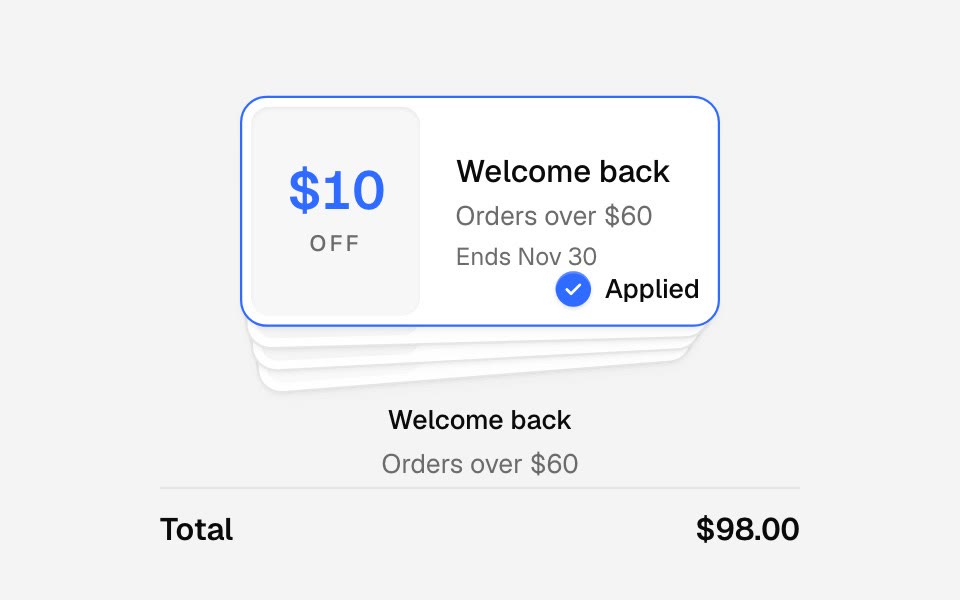 $10
OFF
Welcome back
Orders over $60
Ends Nov 30
Applied
Welcome back
Orders over $60
Total $98.00